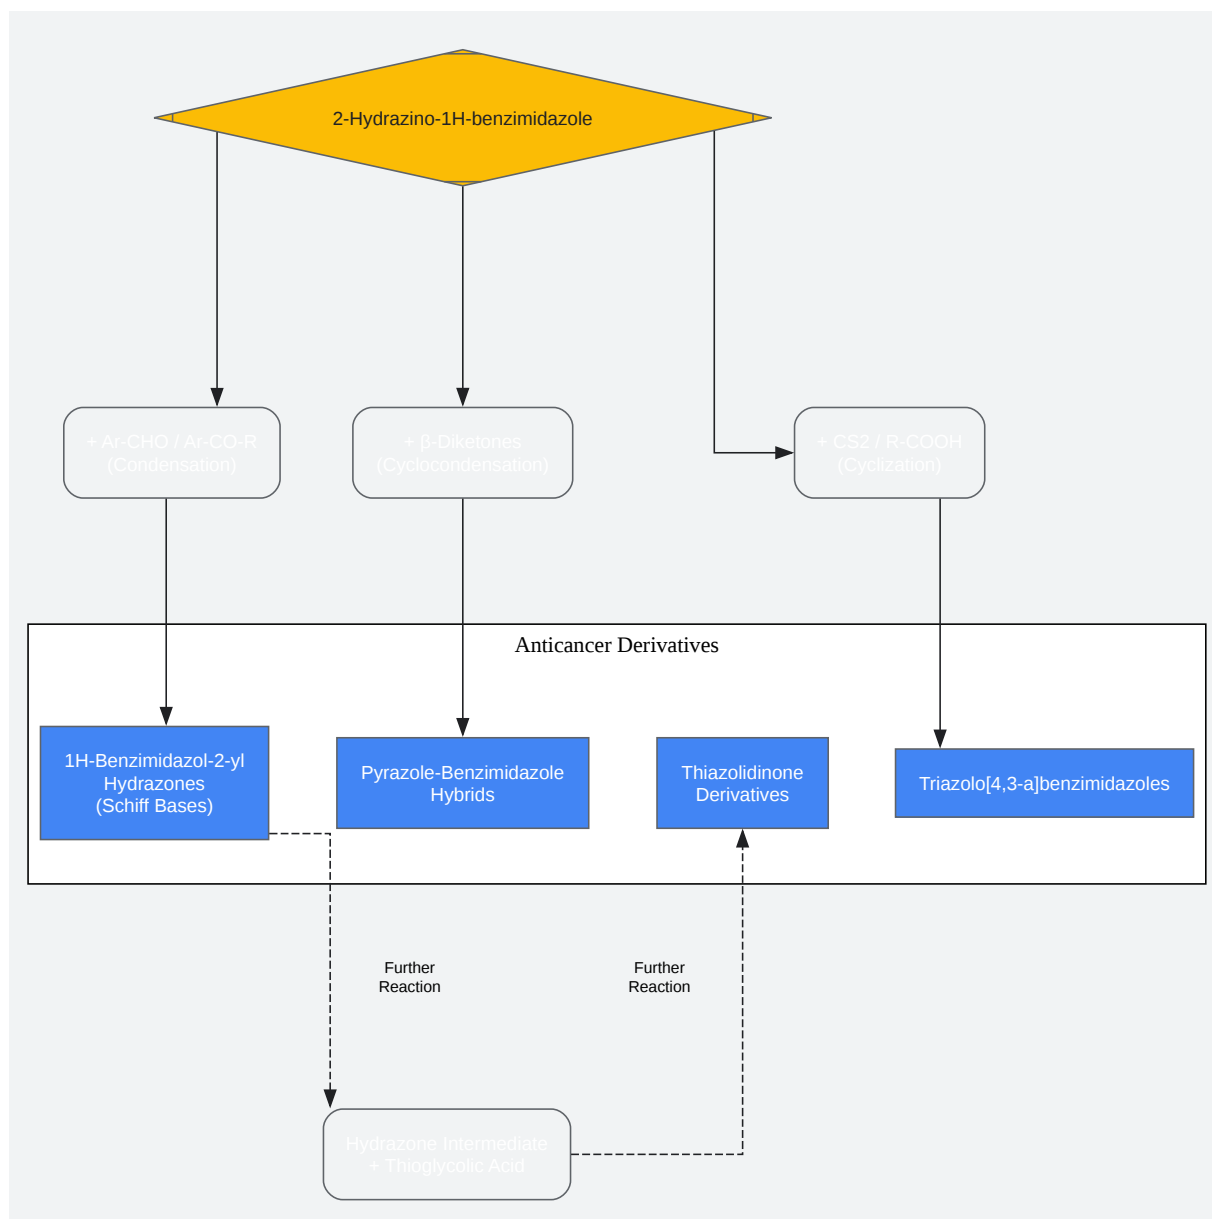 2-Hydrazino-1H-benzimidazole
+ Ar-CHO / Ar-CO-R
(Condensation)
+ β-Diketones
(Cyclocondensation)
+ CS2 / R-COOH
(Cyclization)
Anticancer Derivatives
1H-Benzimidazol-2-yl
Hydrazones
(Schiff Bases)
Pyrazole-Benzimidazole
Hybrids
Thiazolidinone
Derivatives
Triazolo[4,3-a]benzimidazoles
Further
Reaction
Further
Reaction
Hydrazone Intermediate
+ Thioglycolic Acid